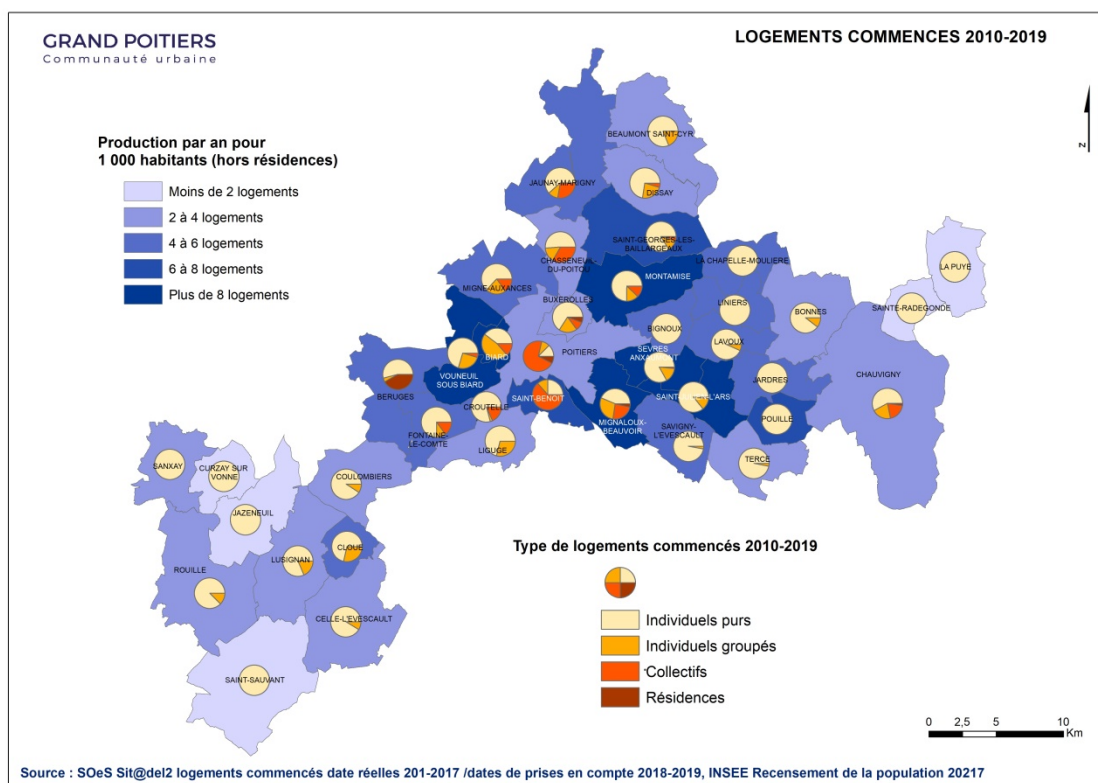 GRAND POITIERS
Communauté urbaine
LOGEMENTS COMMENCES 2010-2019
N
Production par an pour
1 000 habitants (hors résidences)
Moins de 2 logements
2 à 4 logements
4 à 6 logements
6 à 8 logements
Plus de 8 logements
BEAUMONT SAINT-CYR
JAUNAY-MARIGNY
DISSAY
SAINT-GEORGES-LES-
BAILLARGEAUX
CHASSENEUIL-
DU-POITOU
LA CHAPELLE-MOULIERE
LA PUYE
MONTAMISE
MIGNE-AUXANCES
SAINTE-RADEGONDE
BUXEROLLES
LINIERS
BONNES
BIGNOUX
LAVOUX
BIARD
POITIERS
SEVRES
VOUNEUIL
SOUS BIARD
JARDRES
CHAUVIGNY
BERUGES
SAINT-BENOIT
CROUTELLE
MIGNALOUX-
BEAUVOIR
POUILLE
FONTAINE-
LE-COMTE
SAVIGNY-
L'EVESCAULT
LIGUGE
TERCE
SANXAY
CURZAY SUR
VONNE
COULOMBIERS
JAZENEUIL
CLOUE
LUSIGNAN
ROUILLE
CELLE-L'EVESCAULT
SAINT-SAUVANT
Type de logements commencés 2010-2019
Individuels purs
Individuels groupés
Collectifs
Résidences
0 2,5 5 10
Km
Source : SOeS Sit@del2 logements commencés date réelles 201-2017 /dates de prises en compte 2018-2019, INSEE Recensement de la population 20217